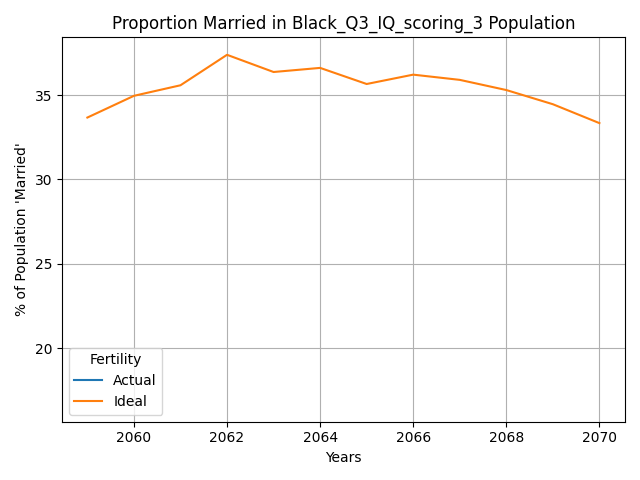 Proportion Married in Black_Q3_IQ_scoring_3 Population
% of Population 'Married'
35
30
25
20
Fertility
Actual
Ideal
2060 2062 2064 2066 2068 2070
Years